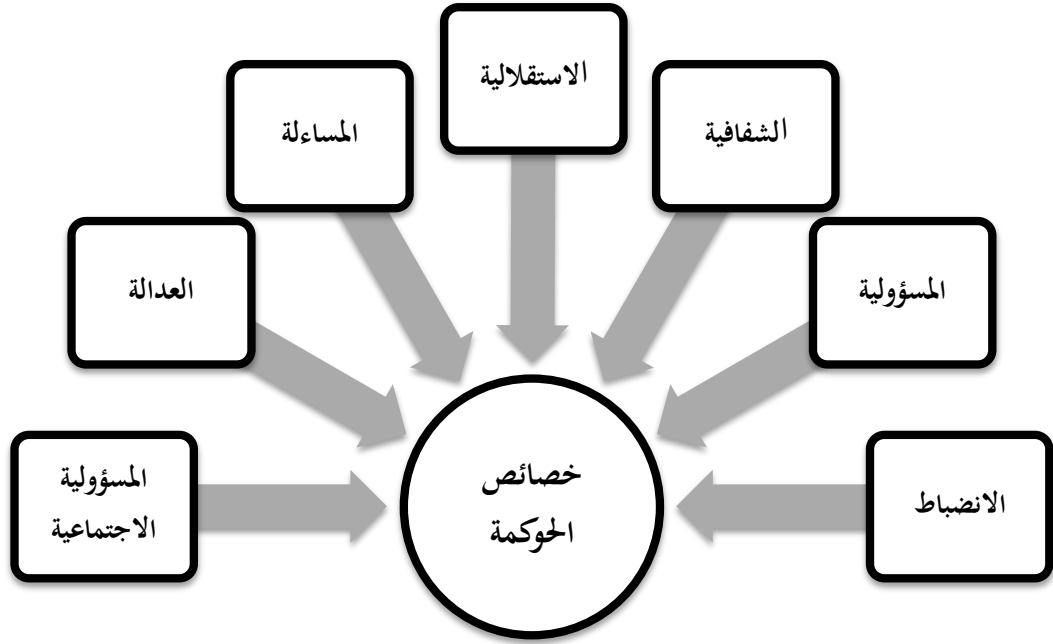 الاستقلالية
الشفافية
المساءلة
المسؤولية
العدالة
الانضباط
المسؤولية
الاجتماعية
خصائص
الحوكمة